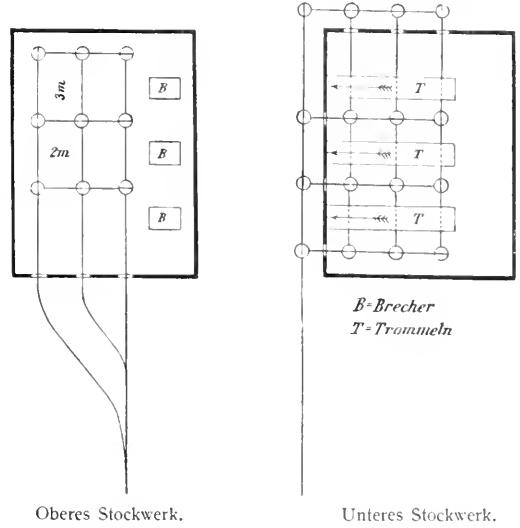 3m
B
2m
B
B
T
T
T
B=Brecher
T=Trommeln
Oberes Stockwerk.
Unteres Stockwerk.